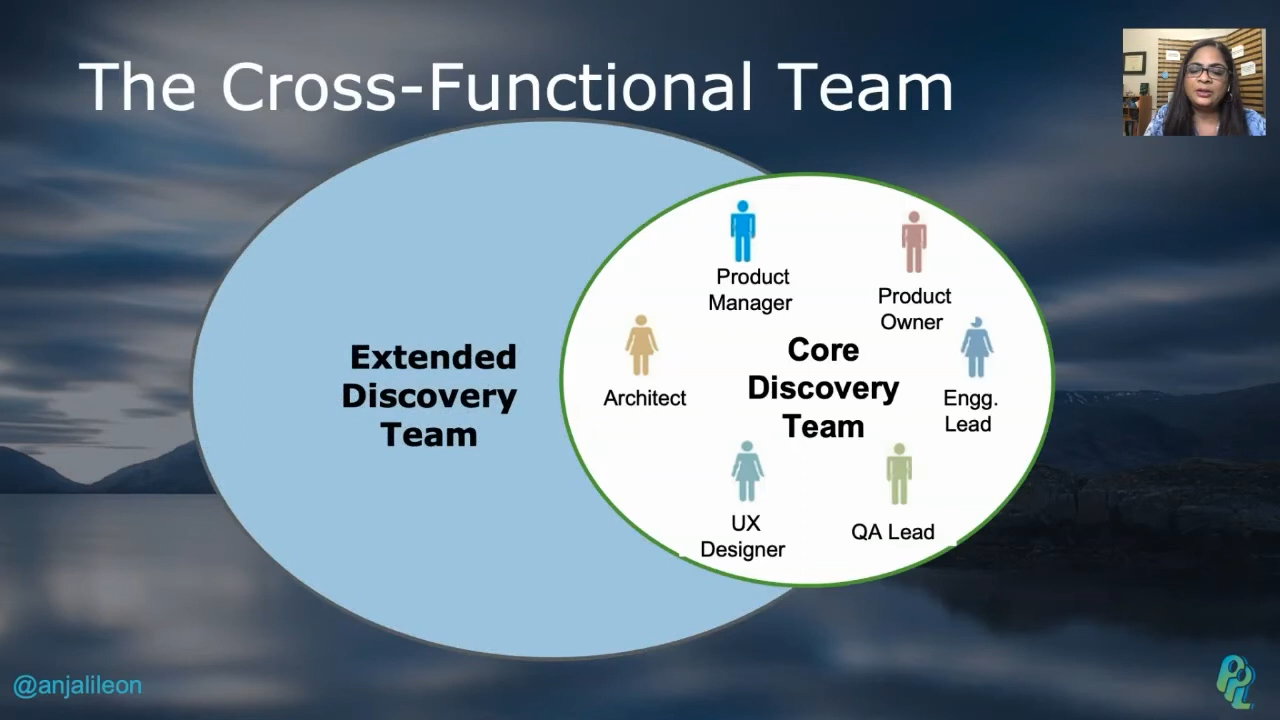 The Cross-Functional Team
Product
Manager
Product
Owner
Extended
Discovery
Team
Architect
Core
Discovery
Team
Engg.
Lead
UX
Designer
QA Lead
@anjalileon
PPL